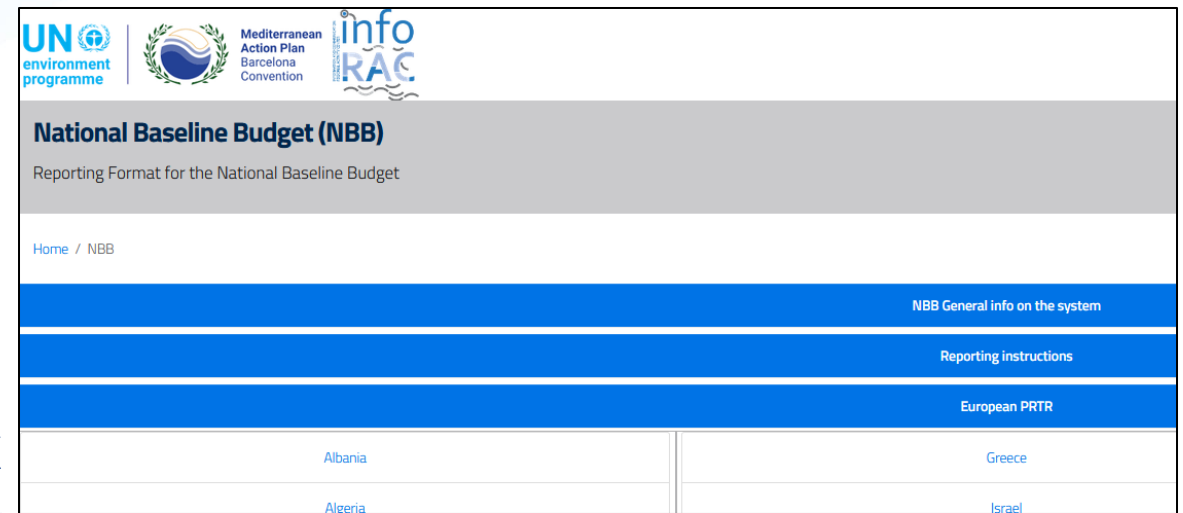 UN
environment
programme
Mediterranean
Action Plan
Barcelona
Convention
info
RAC
National Baseline Budget (NBB)
Reporting Format for the National Baseline Budget
Home / NBB
NBB General info on the system
Reporting instructions
European PRTR
Albania
Greece
Algeria
Israel